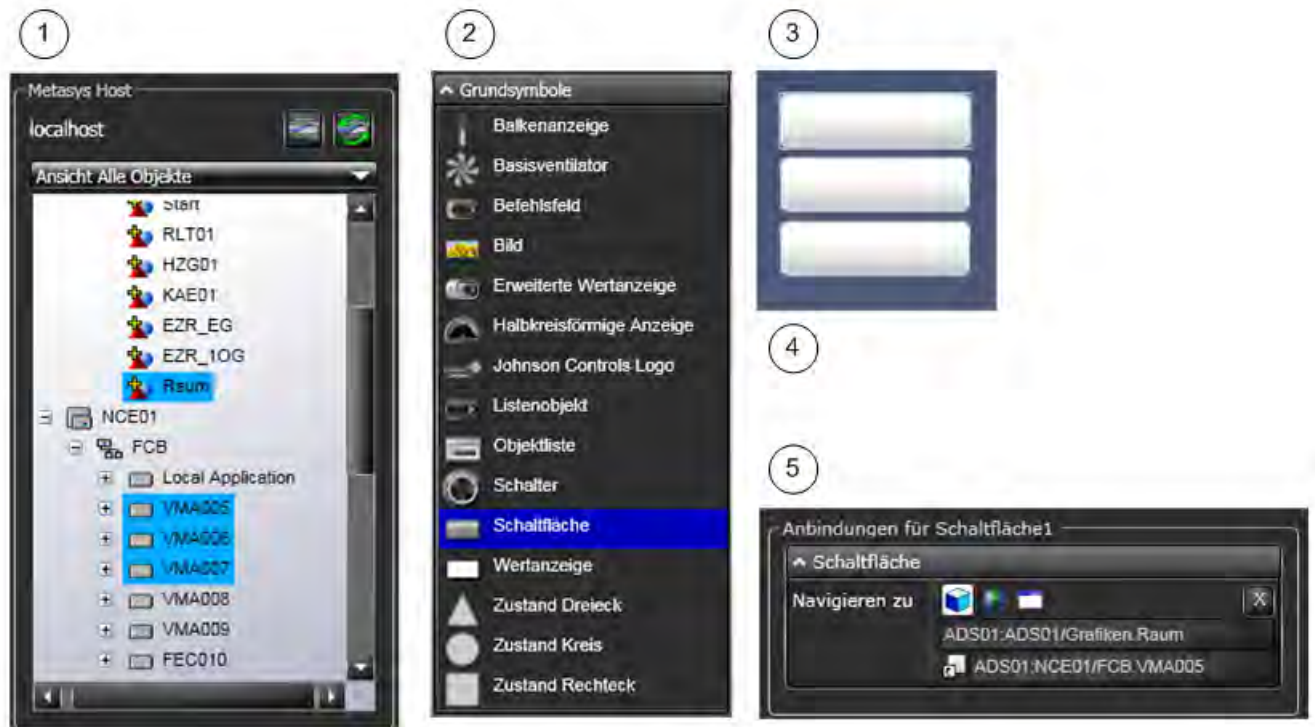 1
Metasys Host
localhost
Ansicht Alle Objekte
Start
RLT01
HZG01
KAE01
EZR_EG
EZR_1OG
Raum
NCE01
FCB
Local Application
VMA005
VMA006
VMA007
VMA008
VMA009
FEC010
2
Grundsymbole
Balkenanzeige
Basisventilator
Befehlsfeld
Bild
Erweiterte Wertanzeige
Halbkreisförmige Anzeige
Johnson Controls Logo
Listenobjekt
Objektliste
Schalter
Schaltfläche
Wertanzeige
Zustand Dreieck
Zustand Kreis
Zustand Rechteck
3
4
5
Anbindungen für Schaltfläche1
Schaltfläche
Navigieren zu X
ADS01:ADS01/Grafiken.Raum
ADS01:NCE01/FCB.VMA005